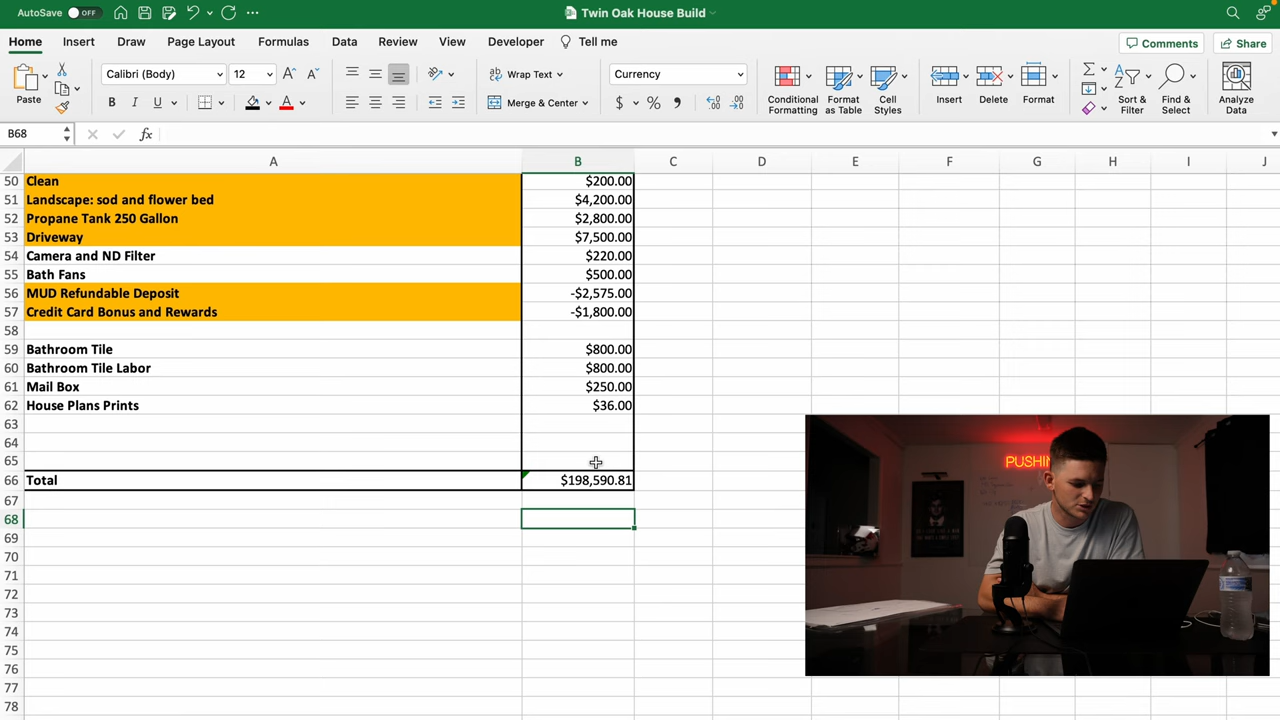 AutoSave OFF Twin Oak House Build
Home Insert Draw Page Layout Formulas Data Review View Developer Tell me Comments Share
Paste Calibri (Body) 12 A A Wrap Text Currency Conditional Formatting Format as Table Cell Styles Insert Delete Format Sort & Filter Find & Select Analyze Data
B I U A Merge & Center $ %
B68 fx
A B C D E F G H I J
50 Clean $200.00
51 Landscape: sod and flower bed $4,200.00
52 Propane Tank 250 Gallon $2,800.00
53 Driveway $7,500.00
54 Camera and ND Filter $220.00
55 Bath Fans $500.00
56 MUD Refundable Deposit -$2,575.00
57 Credit Card Bonus and Rewards -$1,800.00
58
59 Bathroom Tile $800.00
60 Bathroom Tile Labor $800.00
61 Mail Box $250.00
62 House Plans Prints $36.00
63
64
65
66 Total $198,590.81
67
68
69
70
71
72
73
74
75
76
77
78
PUSHIN